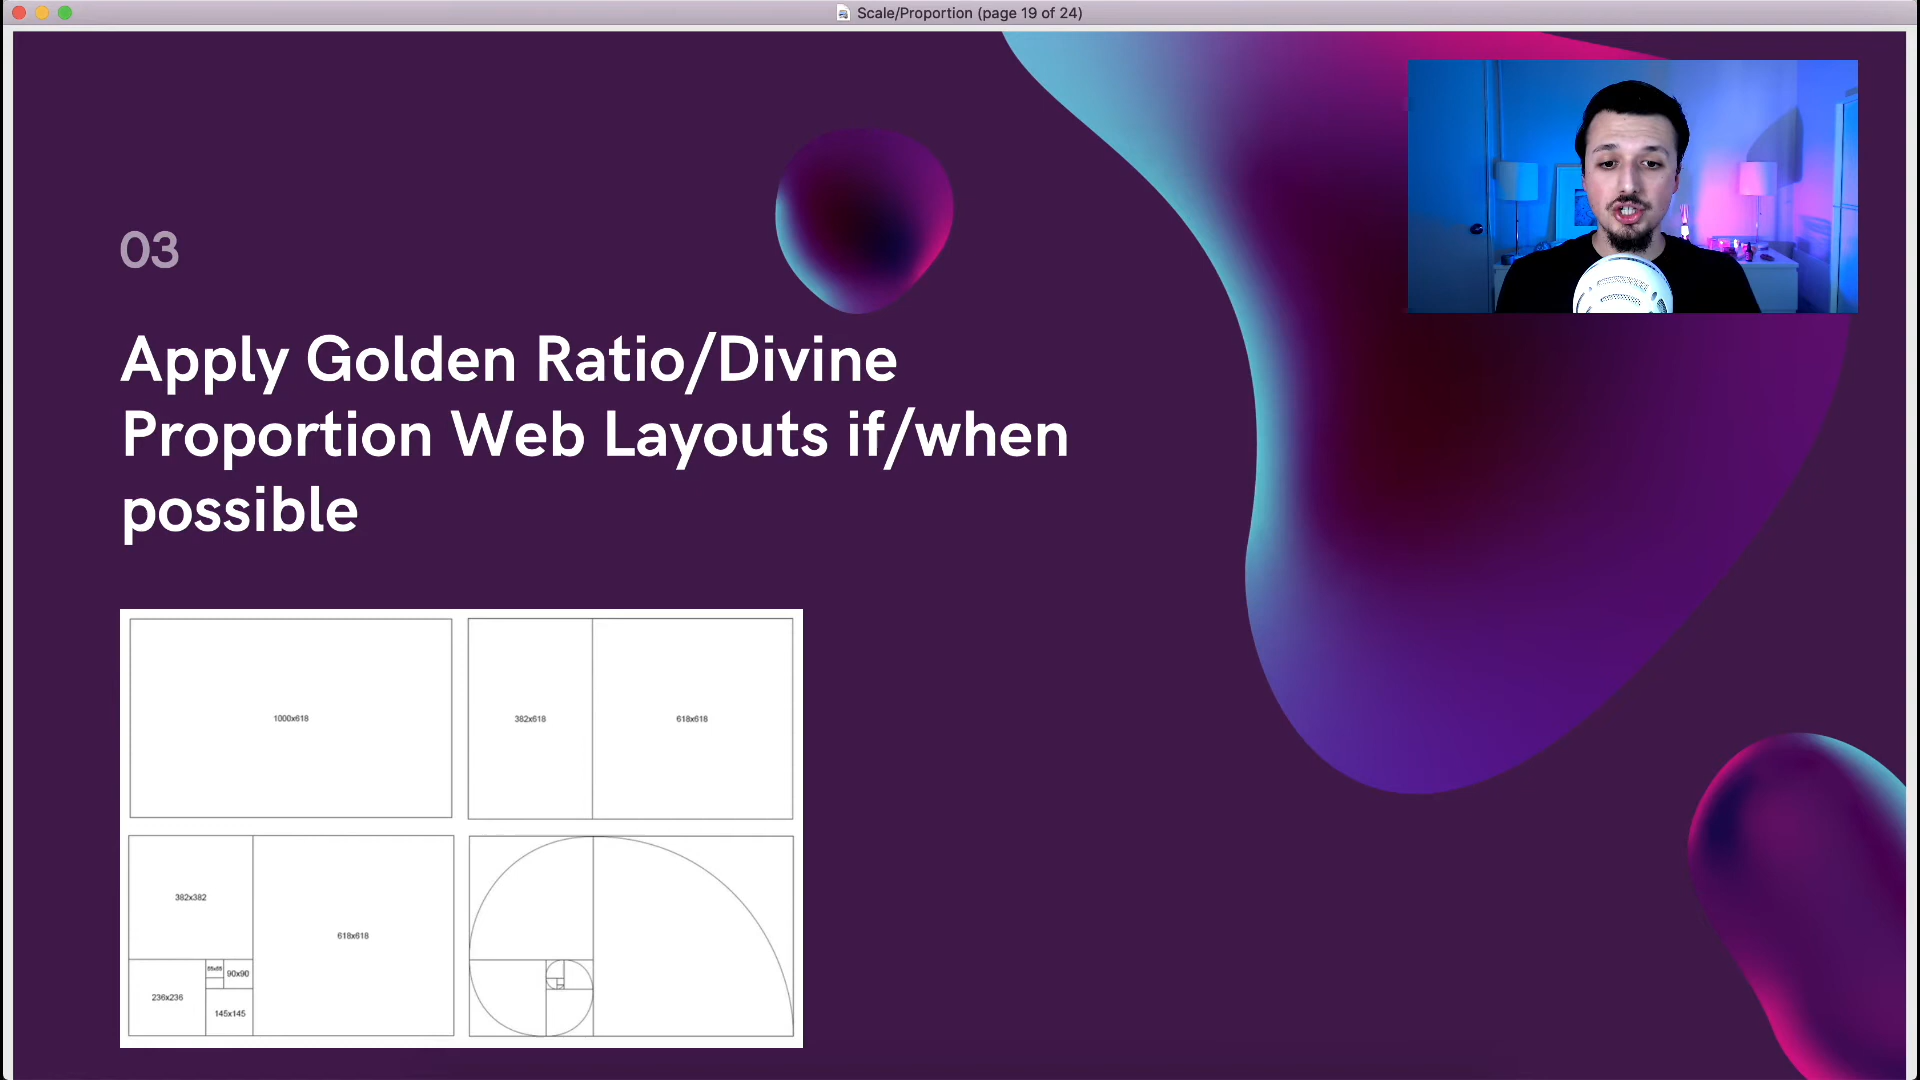 Scale/Proportion (page 19 of 24)
03
Apply Golden Ratio/Divine
Proportion Web Layouts if/when
possible
1000x618
382x618
618x618
382x382
618x618
90x90
236x236
145x145